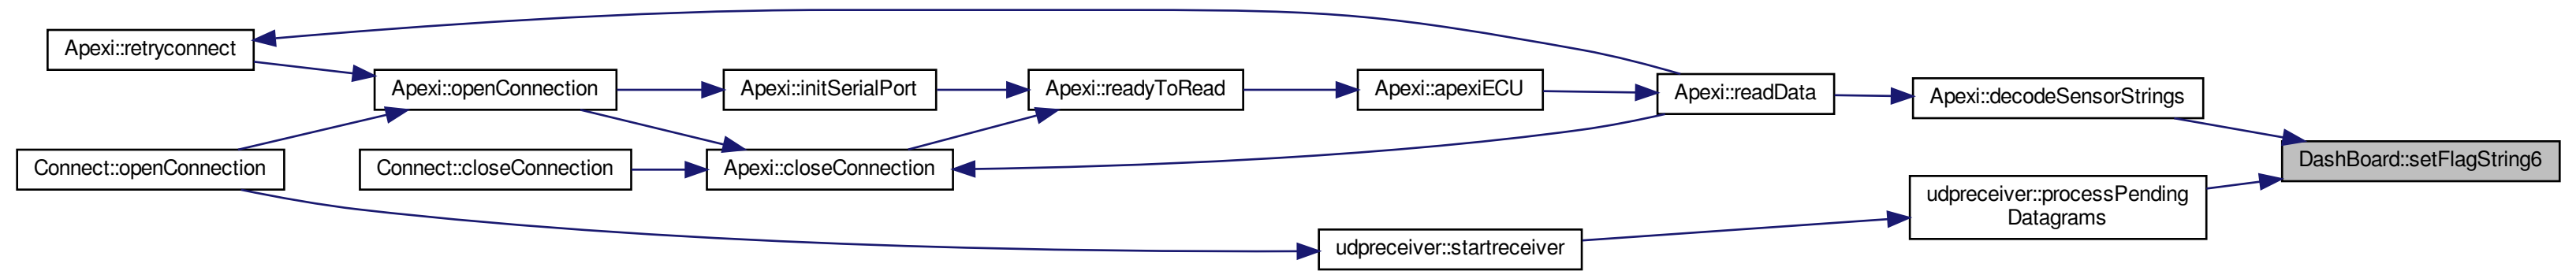 Apexi::retryconnect
Apexi::openConnection
Apexi::initSerialPort
Apexi::readyToRead
Apexi::apexiECU
Apexi::readData
Apexi::decodeSensorStrings
Connect::openConnection
Connect::closeConnection
Apexi::closeConnection
DashBoard::setFlagString6
udpreceiver::processPending
Datagrams
udpreceiver::startreceiver